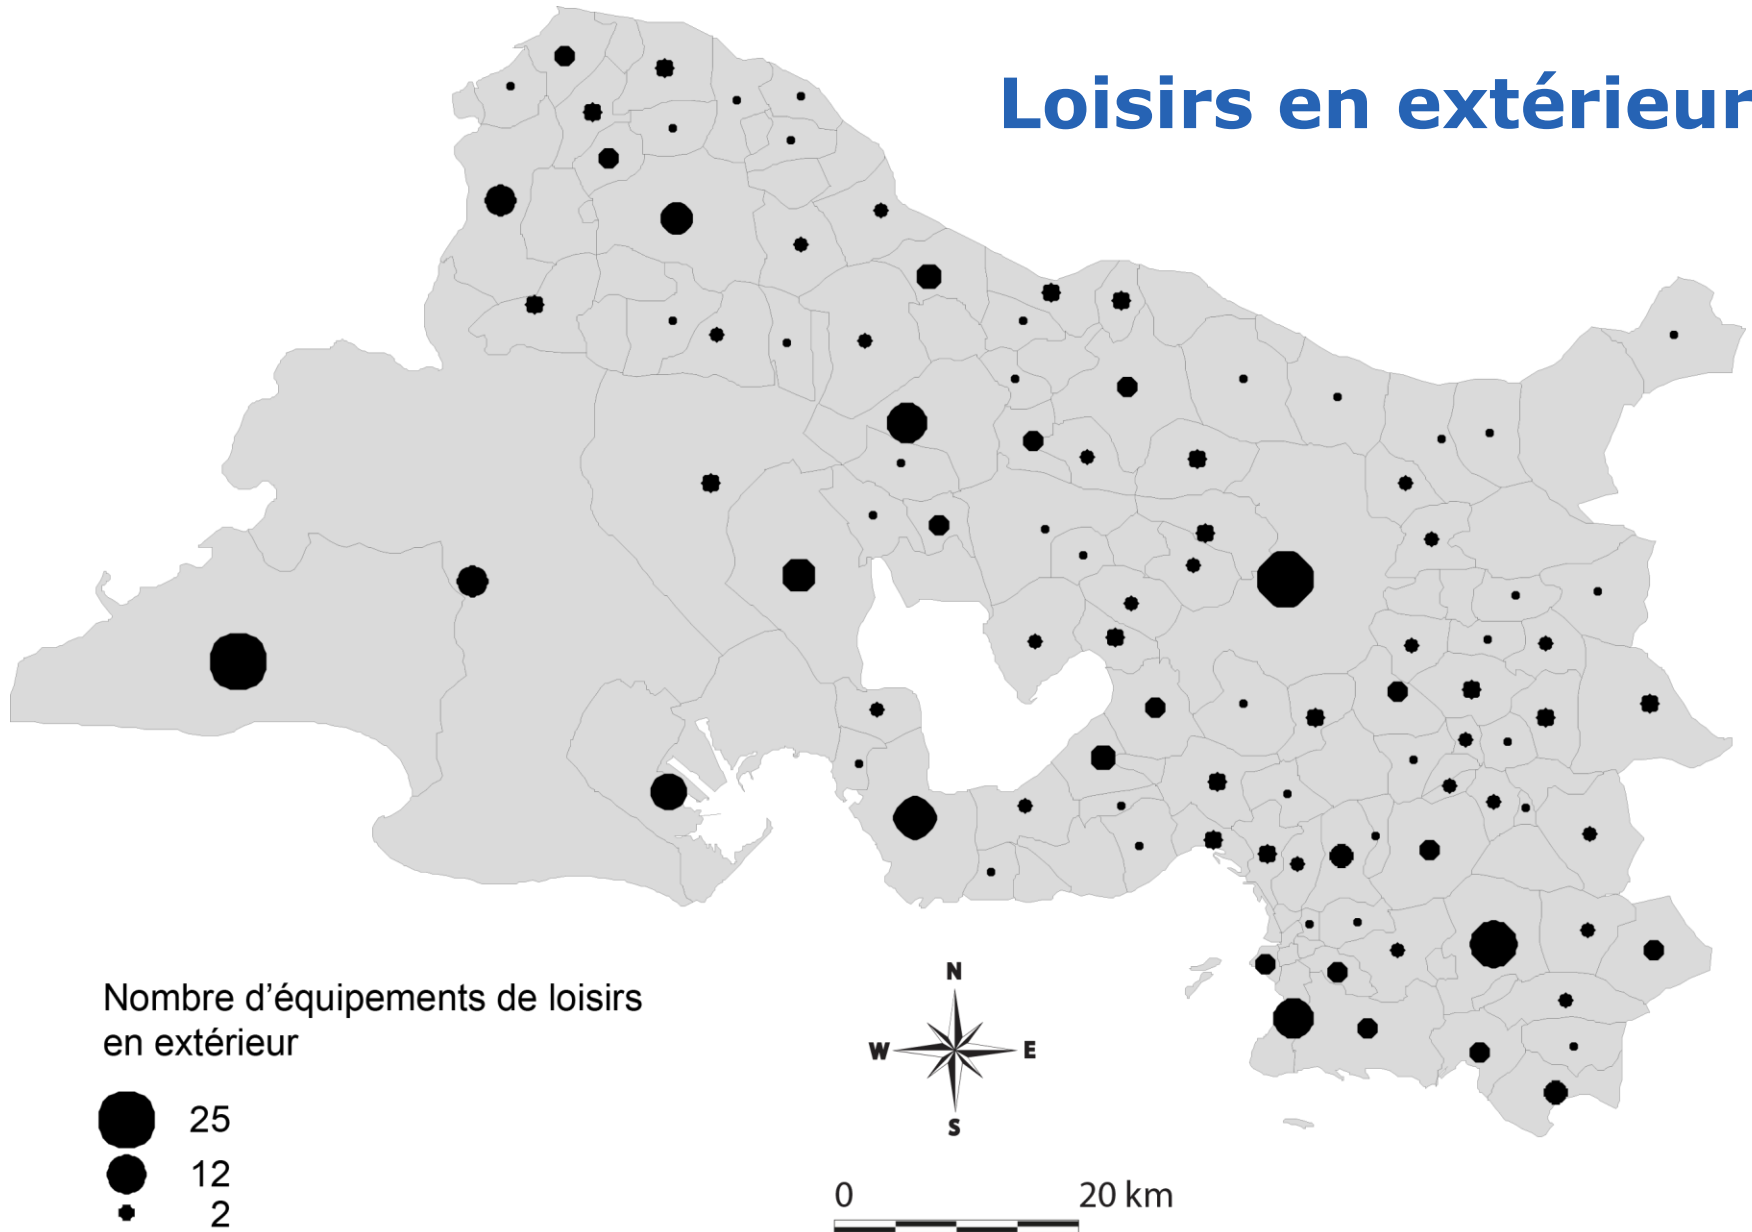 Loisirs en extérieur
Nombre d'équipements de loisirs
en extérieur
25
12
2
N
W E
S
0 20 km